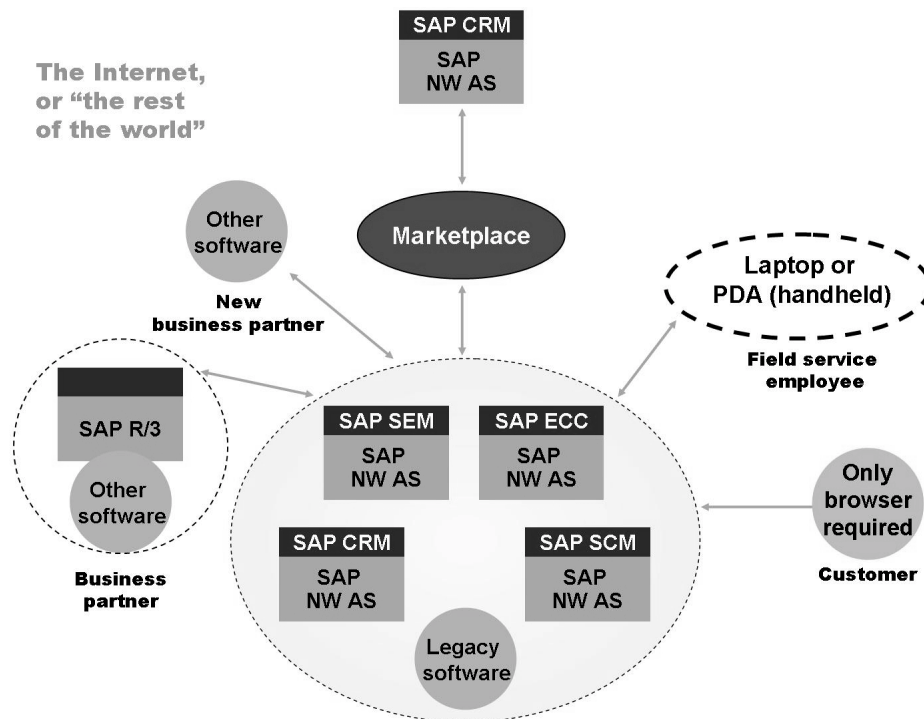 SAP CRM
SAP
NW AS
The Internet,
or “the rest
of the world”
Other
software
New
business partner
Marketplace
Laptop or
PDA (handheld)
Field service
employee
SAP R/3
Other
software
Business
partner
SAP SEM
SAP
NW AS
SAP ECC
SAP
NW AS
Only
browser
required
Customer
SAP CRM
SAP
NW AS
SAP SCM
SAP
NW AS
Legacy
software